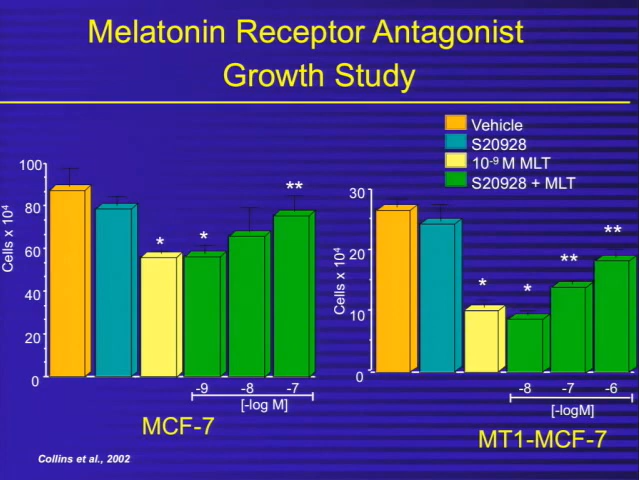 Melatonin Receptor Antagonist
Growth Study
Vehicle
S20928
10⁻⁹ M MLT
S20928 + MLT
Cells x 10⁴
100
80
60
40
20
0
*
*
**
-9 -8 -7
[-log M]
MCF-7
Cells x 10⁴
30
20
10
0
*
*
**
**
-8 -7 -6
[-logM]
MT1-MCF-7
Collins et al., 2002